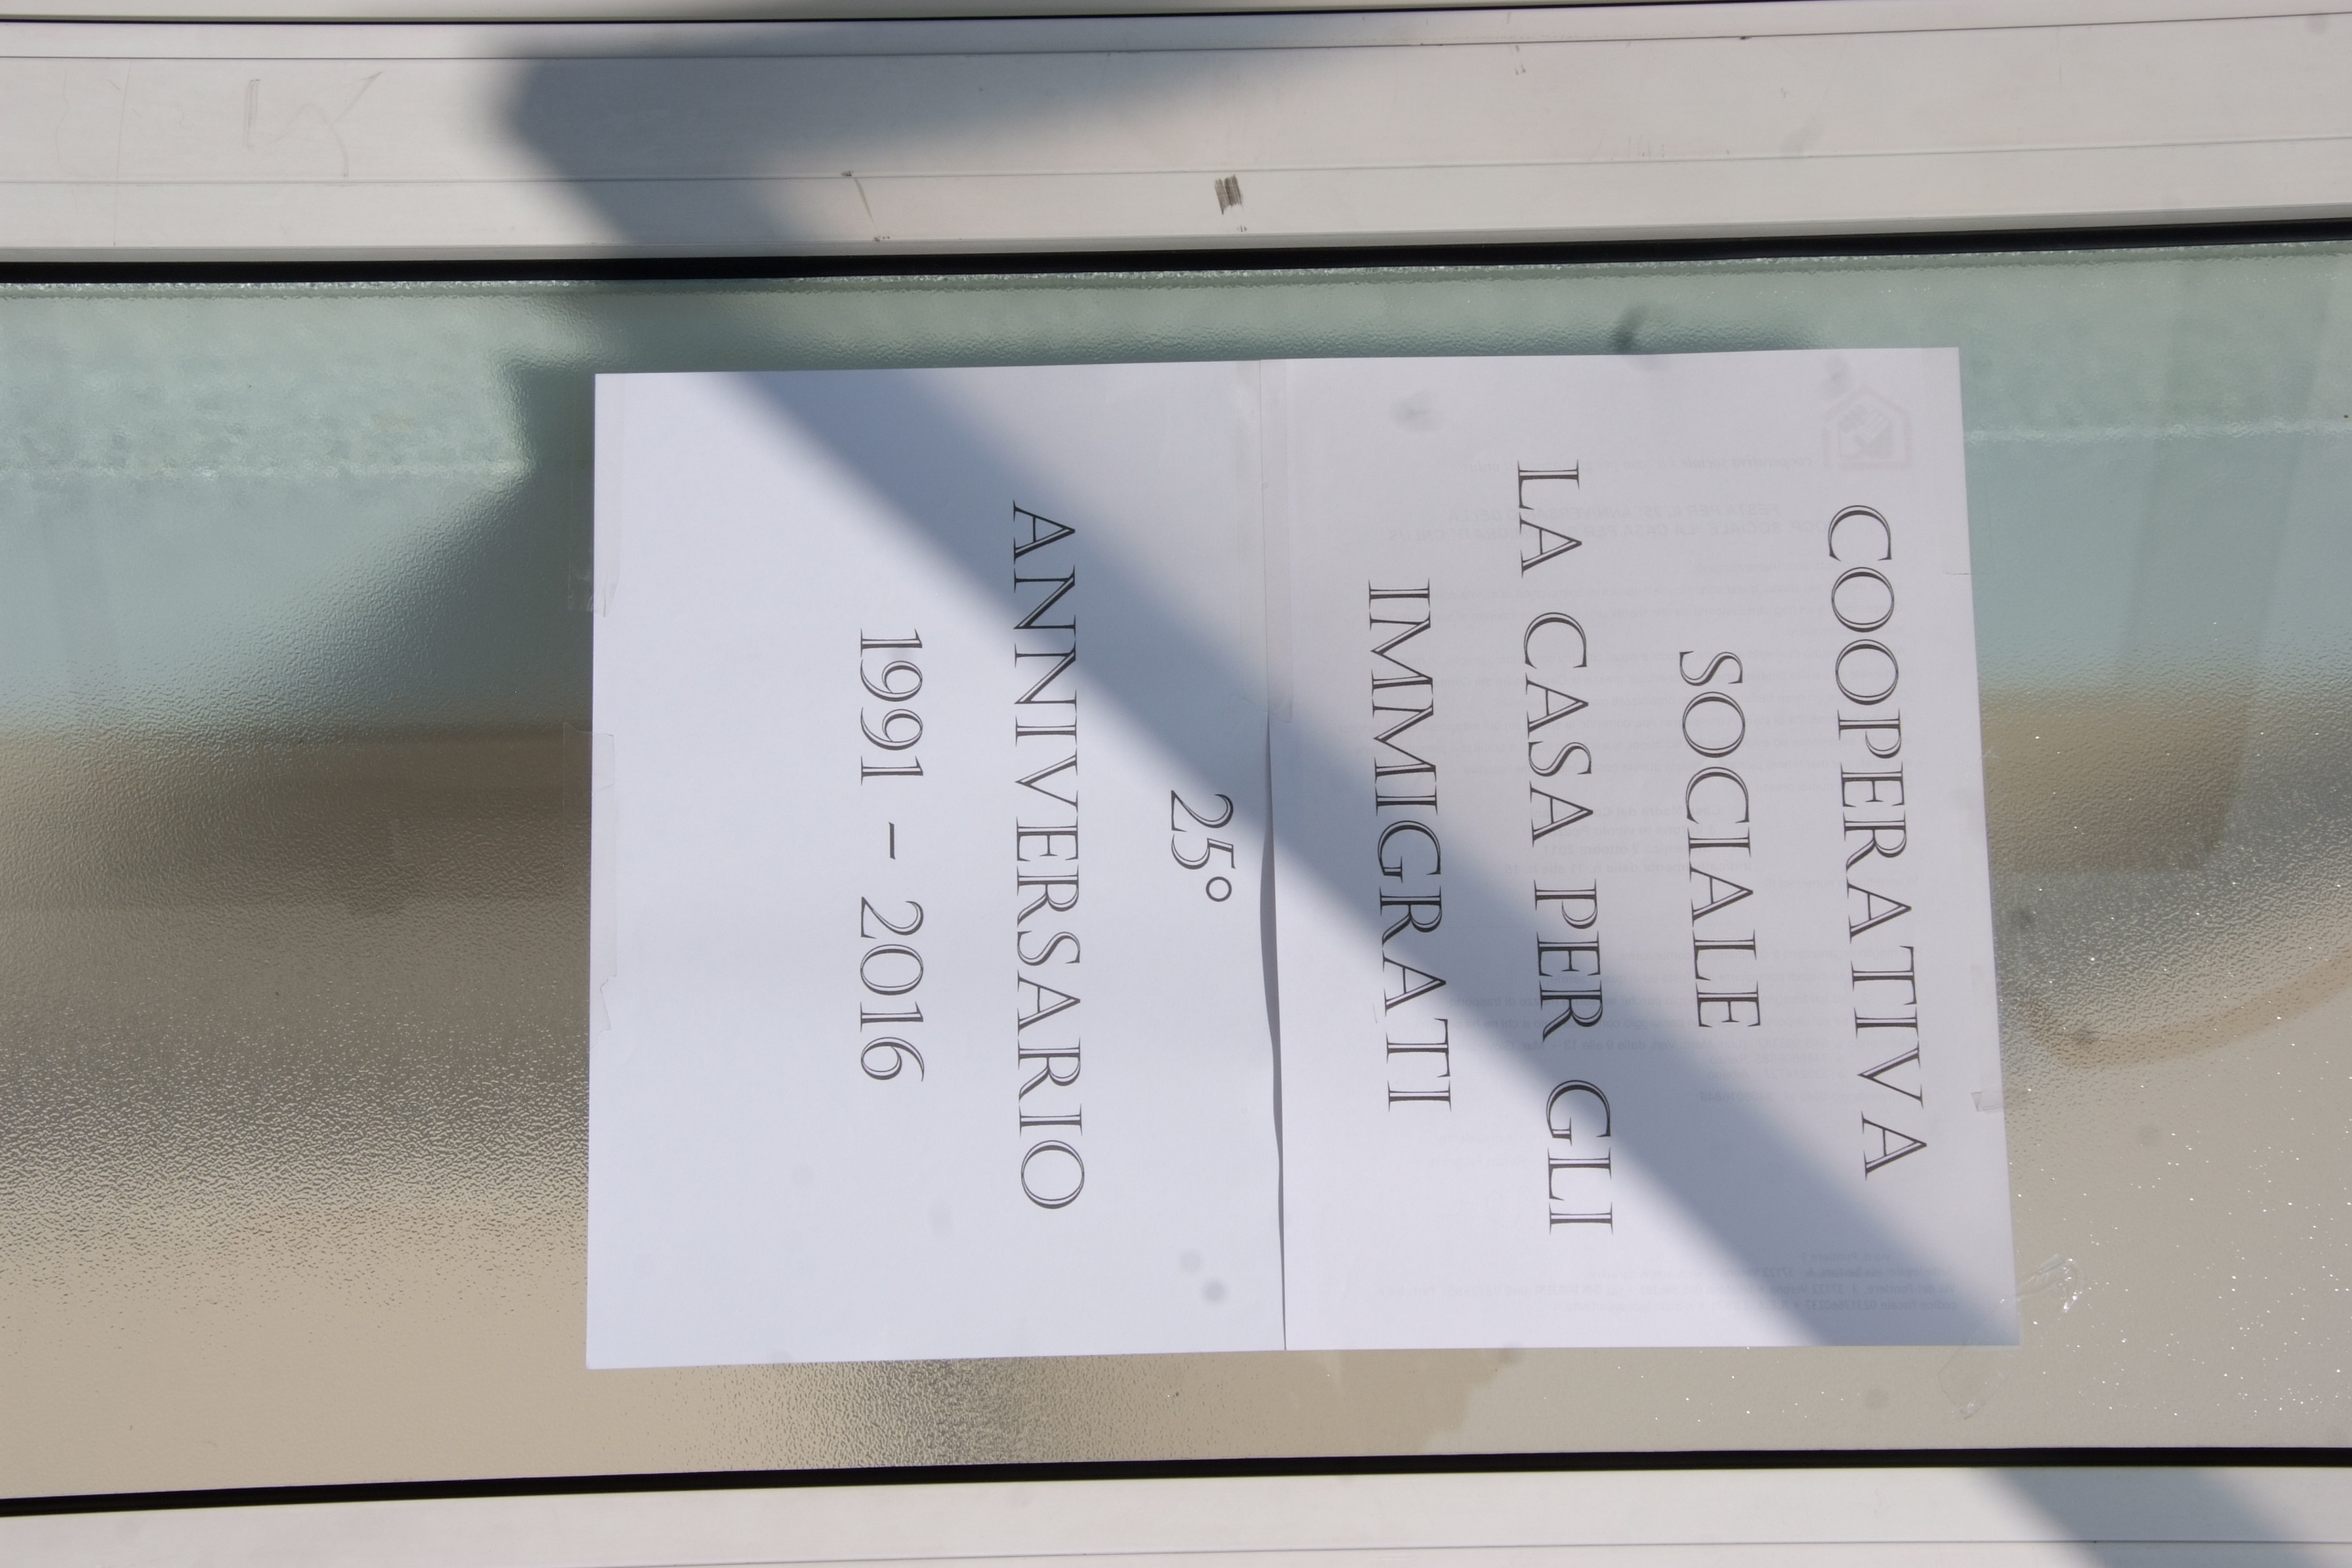 COOPERATIVA
SOCIALE
LA CASA PER GLI
IMMIGRATI
25°
ANNIVERSARIO
1991 – 2016